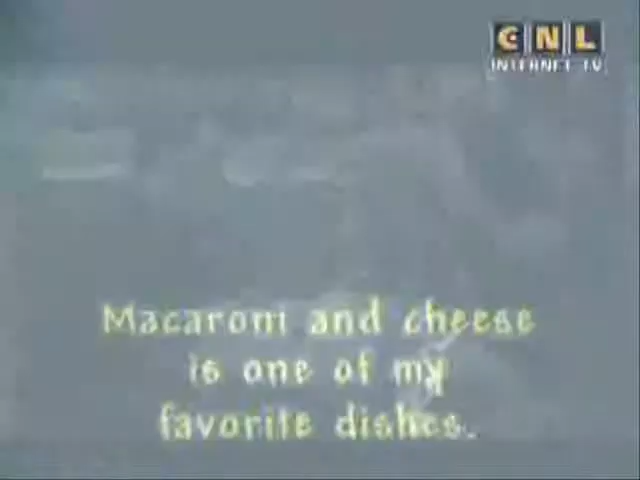 CNL
INTERNET TV
Macaroni and cheese
is one of my
favorite dishes.